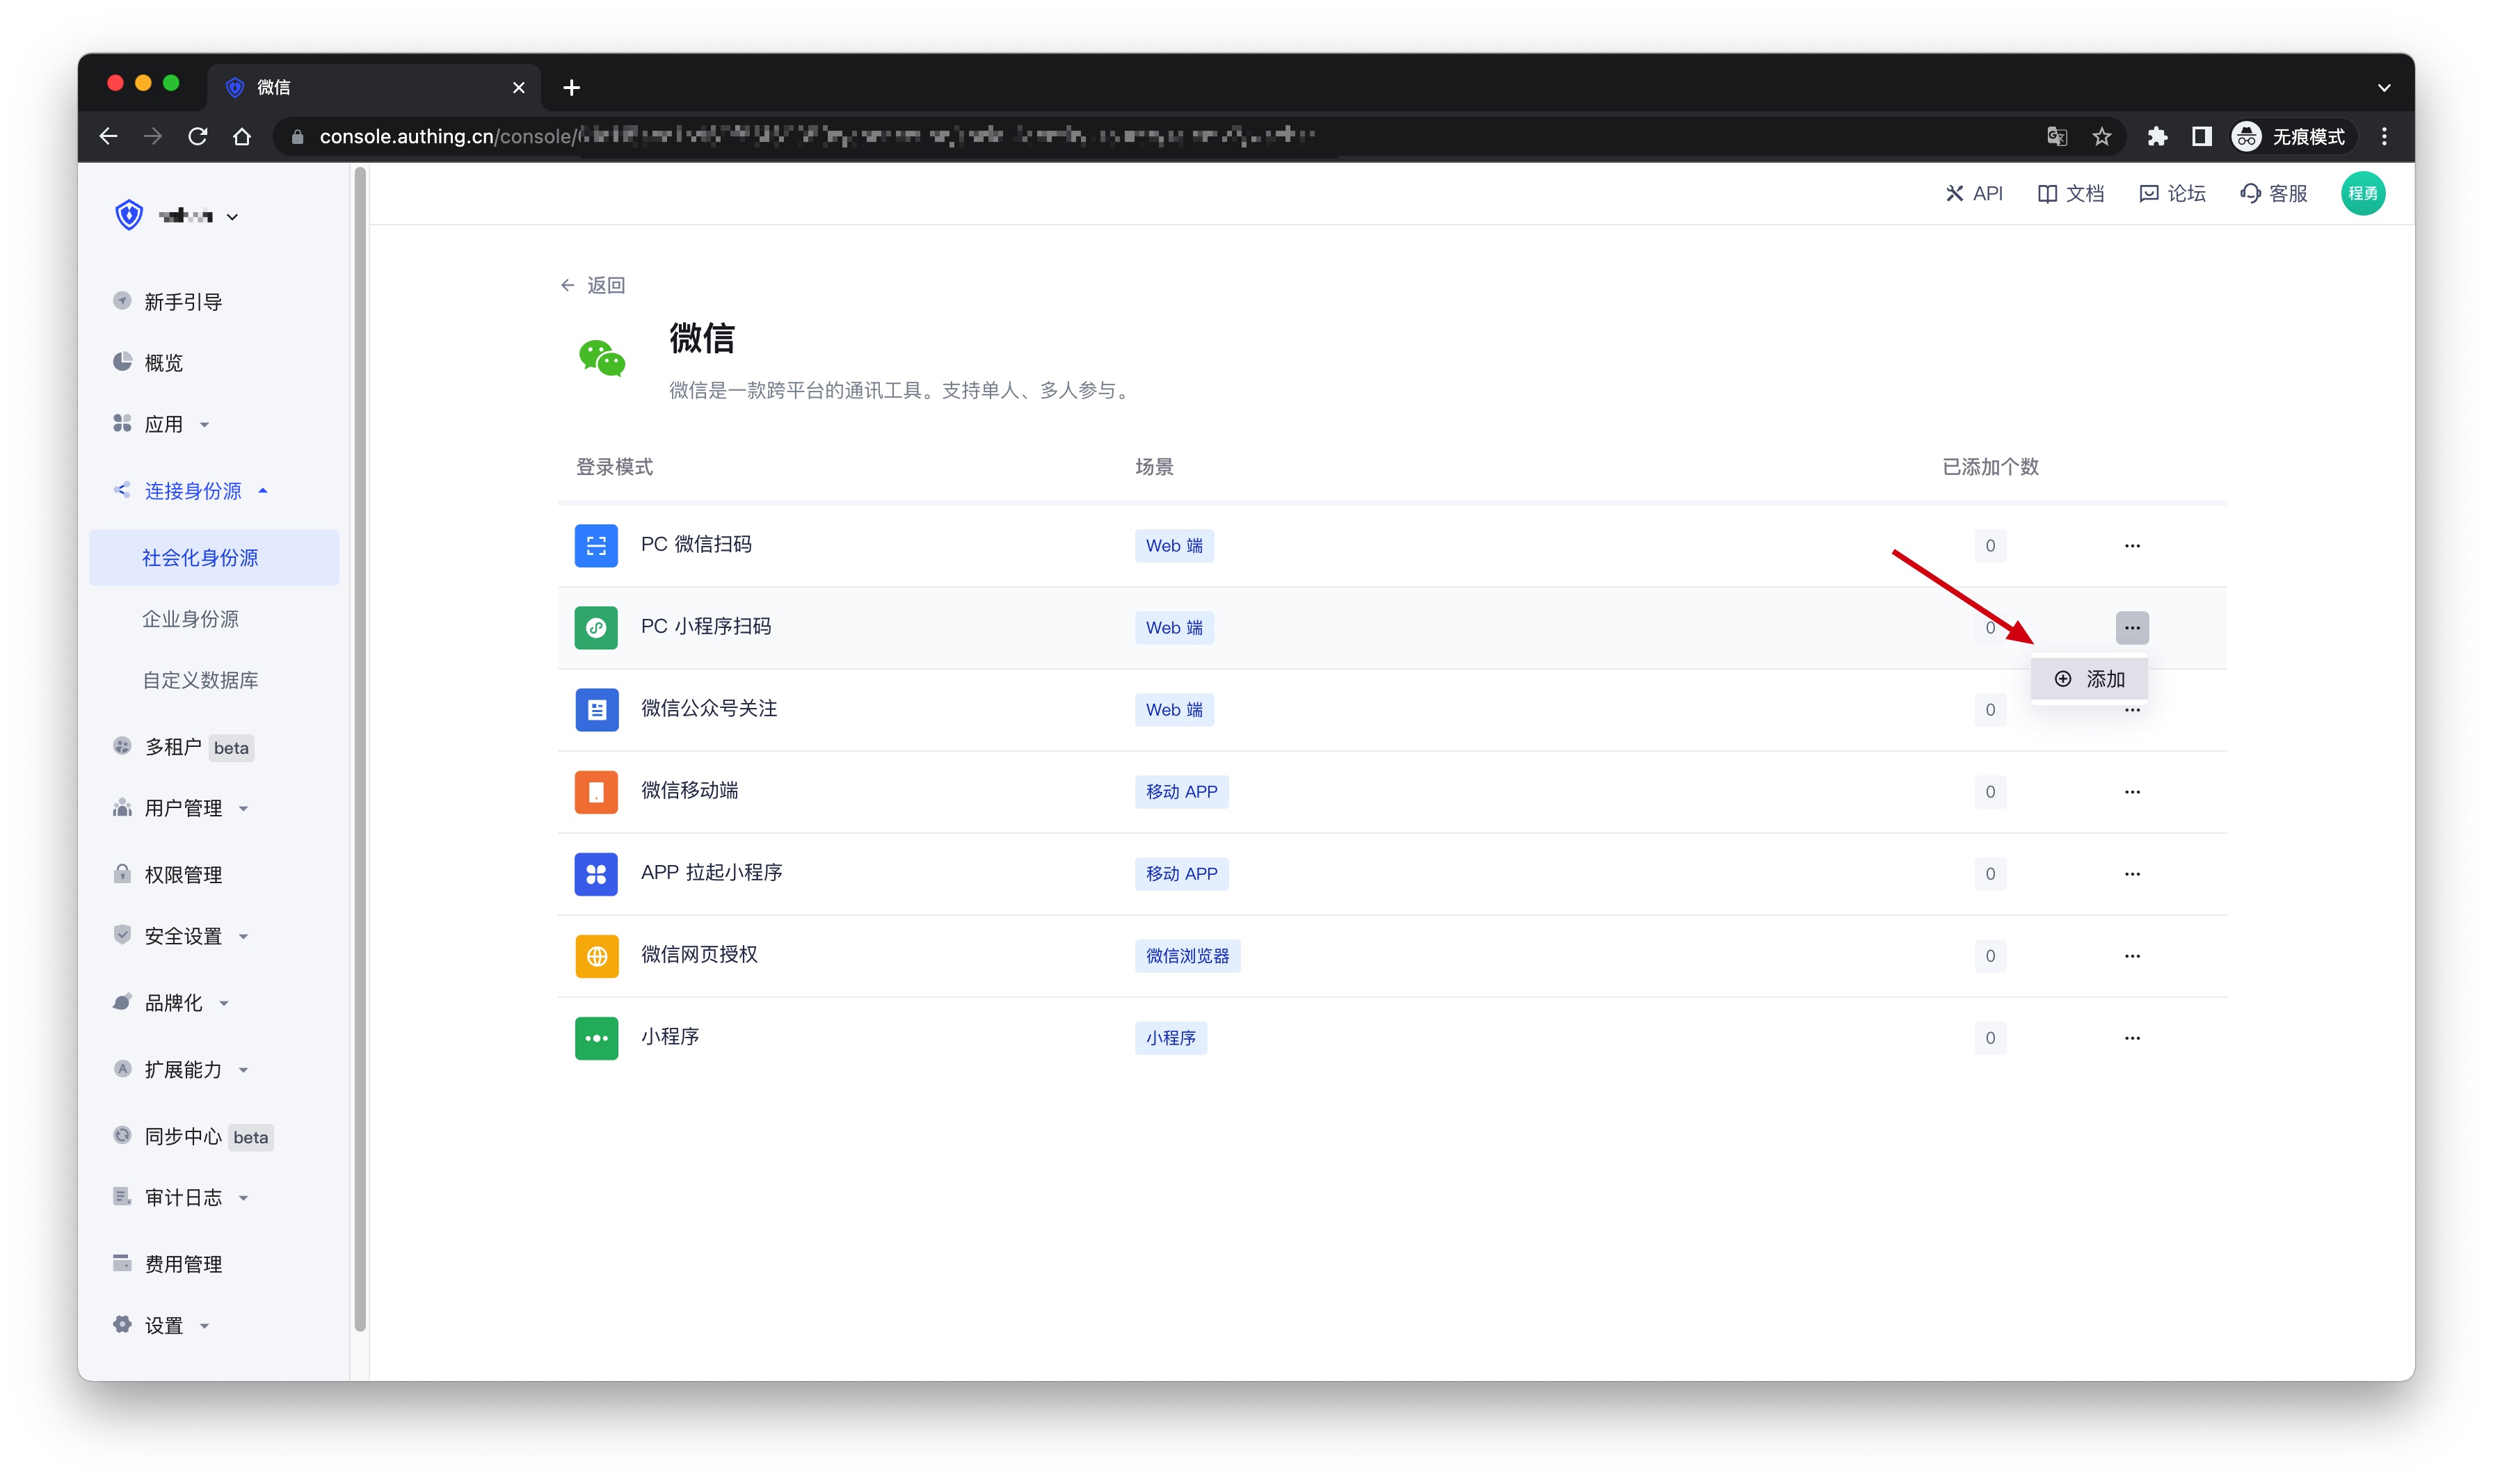 微信
console.authing.cn/console/
无痕模式
API
文档
论坛
客服
程勇
新手引导
概览
应用
连接身份源
社会化身份源
企业身份源
自定义数据库
多租户 beta
用户管理
权限管理
安全设置
品牌化
扩展能力
同步中心 beta
审计日志
费用管理
设置
返回
微信
微信是一款跨平台的通讯工具。支持单人、多人参与。
登录模式 场景 已添加个数
PC 微信扫码 Web 端 0
PC 小程序扫码 Web 端 0
添加
微信公众号关注 Web 端 0
微信移动端 移动 APP 0
APP 拉起小程序 移动 APP 0
微信网页授权 微信浏览器 0
小程序 小程序 0